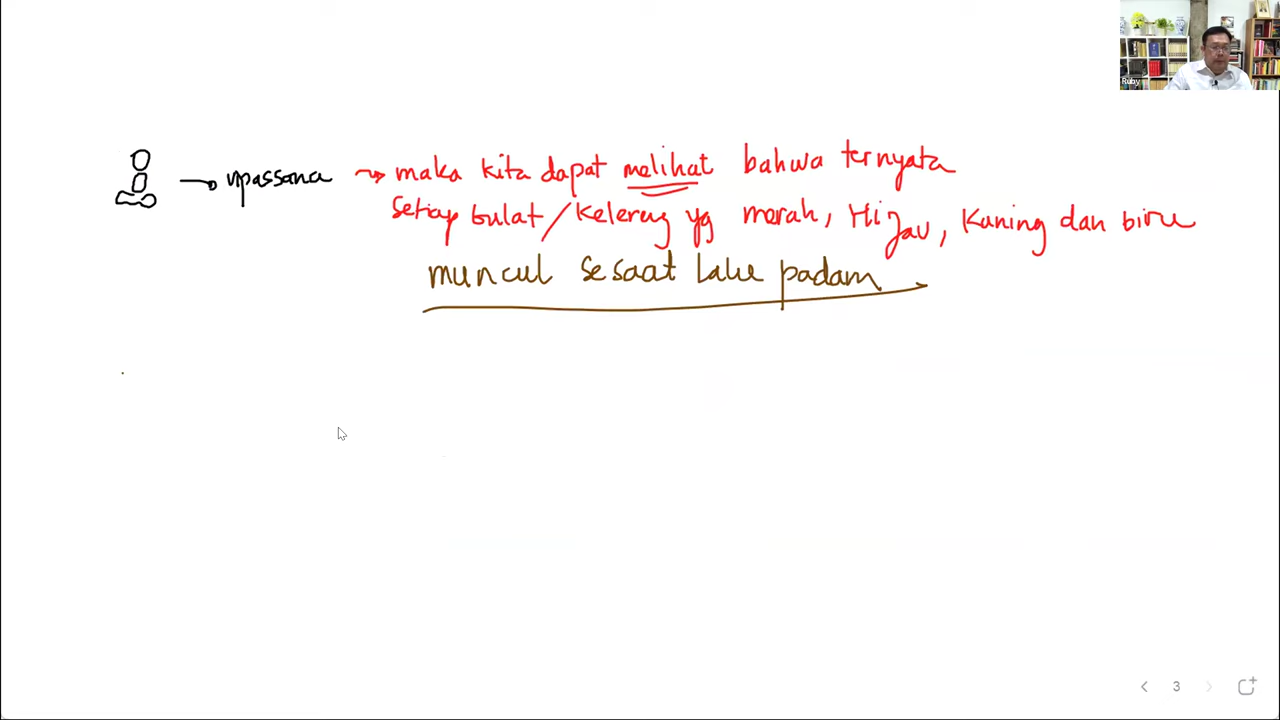 Ruby
vipassana → maka kita dapat melihat bahwa ternyata
setiap bulat / kelereng yg merah, Hijau, kuning dan biru
muncul sesaat lalu padam
3